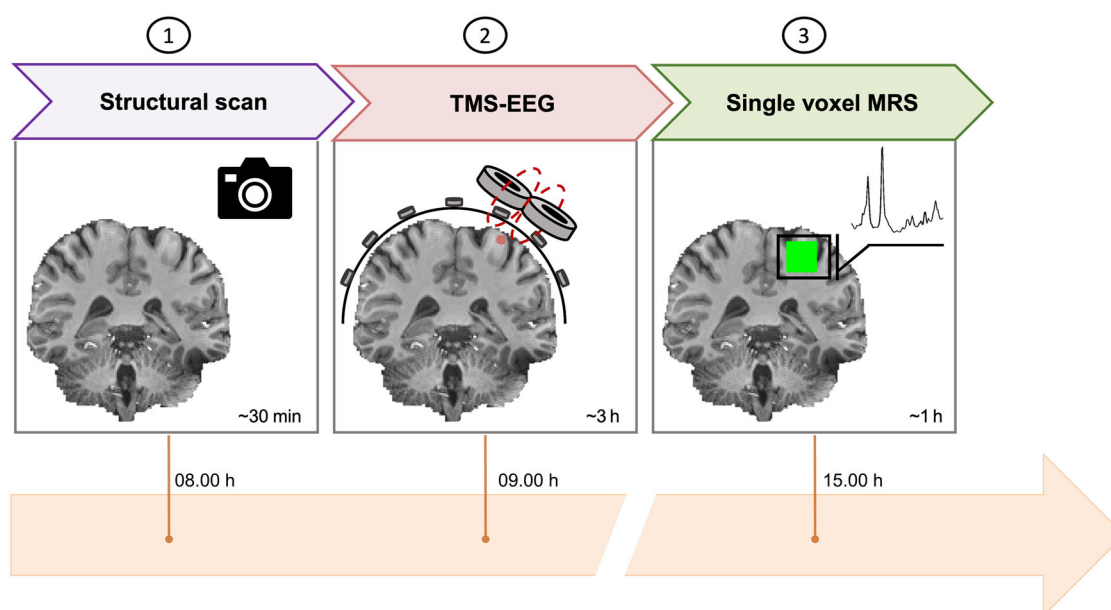 1
2
3
Structural scan
TMS-EEG
Single voxel MRS
~30 min
~3 h
~1 h
08.00 h
09.00 h
15.00 h